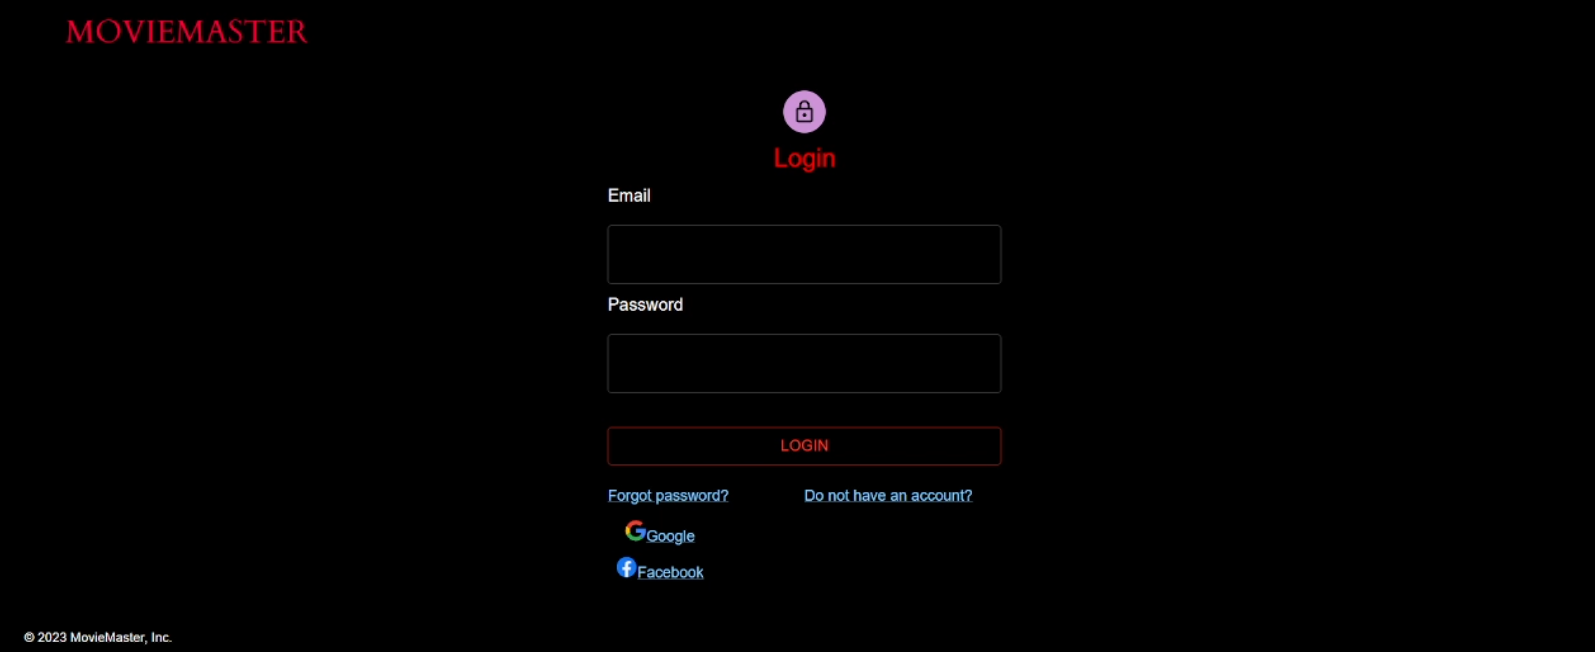 MOVIEMASTER
Login
Email
Password
LOGIN
Forgot password? Do not have an account?
Google
Facebook
© 2023 MovieMaster, Inc.